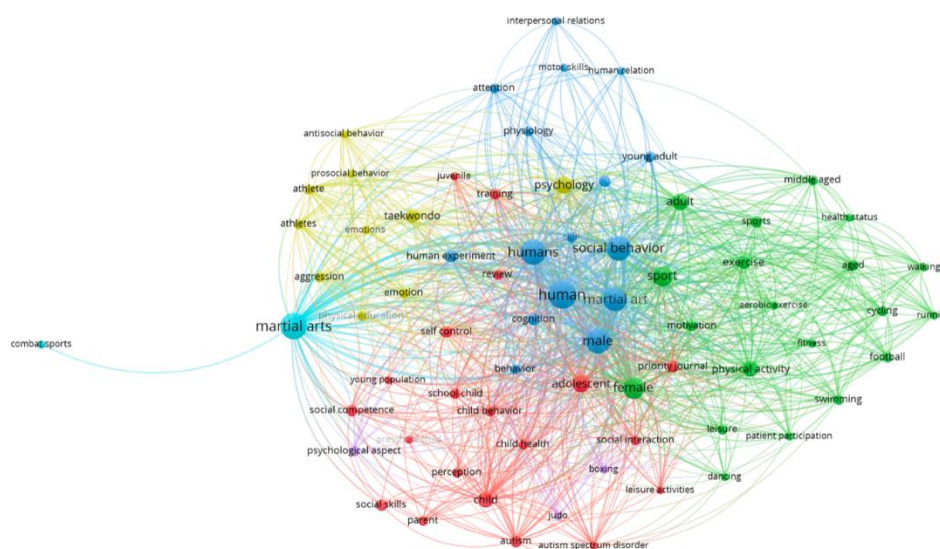 interpersonal relations
motor skills
human relation
attention
physiology
antisocial behavior
young adult
prosocial behavior
juvenile
psychology
middle aged
athlete
training
adult
taekwondo
sports
health status
athletes
emotions
skill
social behavior
humans
human experiment
exercise
aged
walking
aggression
review
sport
emotion
human
martial art
aerobic exercise
cycling
physical education
cognition
martial arts
motivation
runni
self control
combat sports
male
fitness
football
behavior
priority journal
physical activity
young population
adolescent
female
school child
swimming
social competence
child behavior
leisure
preschool child
child health
social interaction
patient participation
psychological aspect
perception
boxing
dancing
leisure activities
social skills
child
parent
judo
autism
autism spectrum disorder